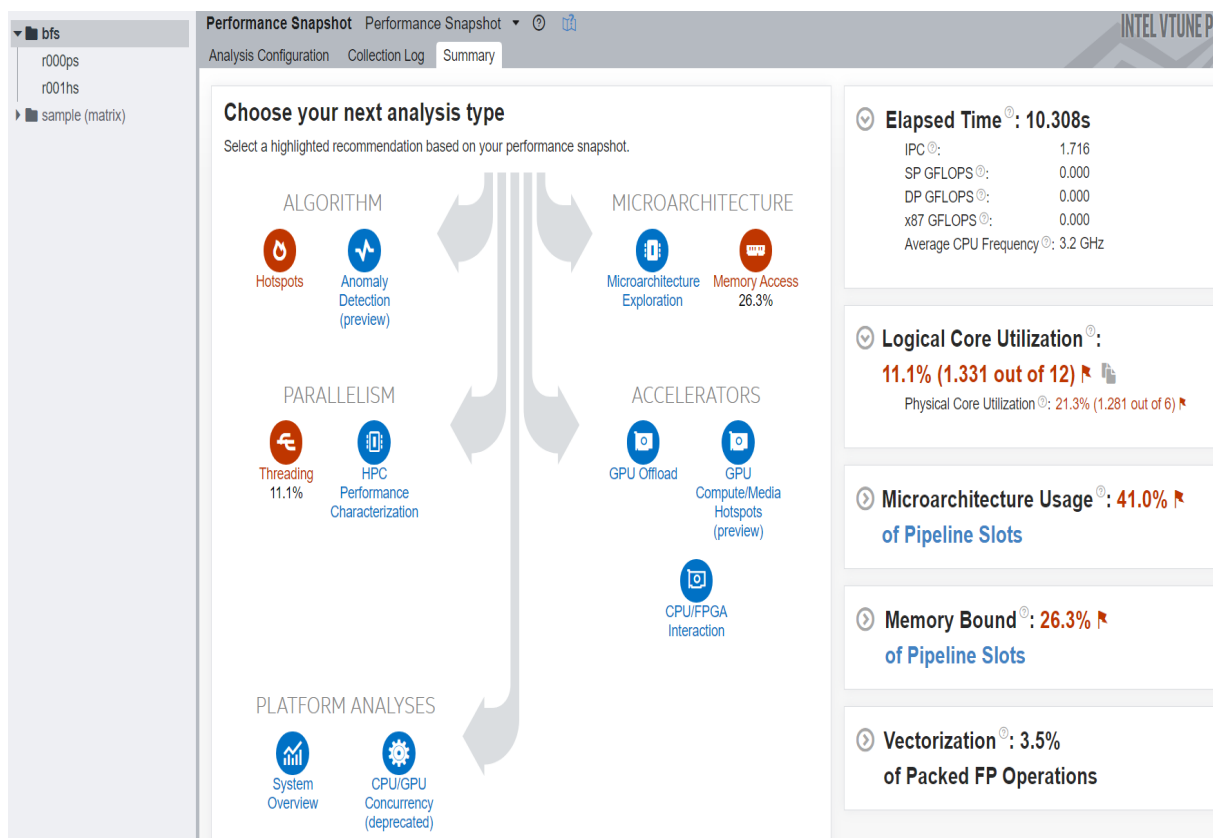 bfs
r000ps
r001hs
sample (matrix)
Performance Snapshot Performance Snapshot
INTEL VTUNE P
Analysis Configuration Collection Log Summary
Choose your next analysis type
Select a highlighted recommendation based on your performance snapshot.
ALGORITHM
Hotspots
Anomaly
Detection
(preview)
MICROARCHITECTURE
Microarchitecture
Exploration
Memory Access
26.3%
PARALLELISM
Threading
11.1%
HPC
Performance
Characterization
ACCELERATORS
GPU Offload
GPU
Compute/Media
Hotspots
(preview)
CPU/FPGA
Interaction
PLATFORM ANALYSES
System
Overview
CPU/GPU
Concurrency
(deprecated)
Elapsed Time : 10.308s
IPC : 1.716
SP GFLOPS : 0.000
DP GFLOPS : 0.000
x87 GFLOPS : 0.000
Average CPU Frequency : 3.2 GHz
Logical Core Utilization :
11.1% (1.331 out of 12)
Physical Core Utilization : 21.3% (1.281 out of 6)
Microarchitecture Usage : 41.0%
of Pipeline Slots
Memory Bound : 26.3%
of Pipeline Slots
Vectorization : 3.5%
of Packed FP Operations